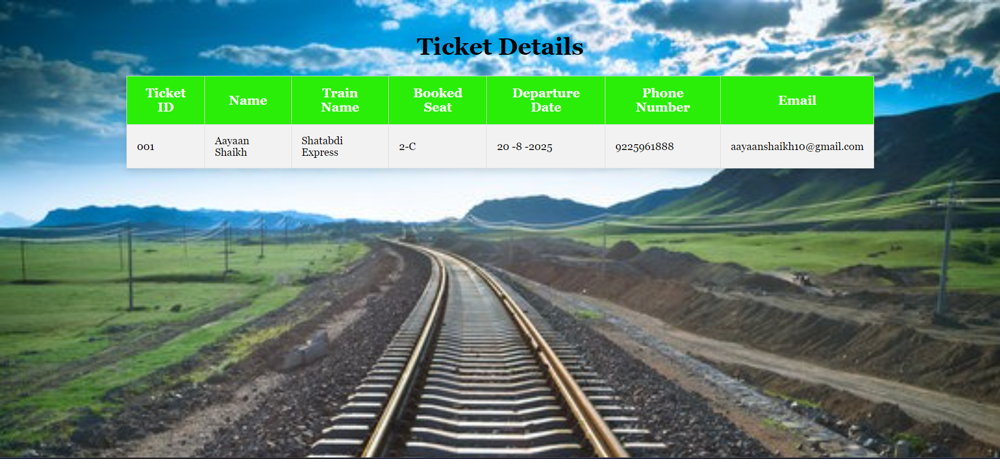 Ticket Details
Ticket ID
Name
Train Name
Booked Seat
Departure Date
Phone Number
Email
001
Aayaan Shaikh
Shatabdi Express
2-C
20 -8 -2025
9225961888
aayaanshaikh10@gmail.com